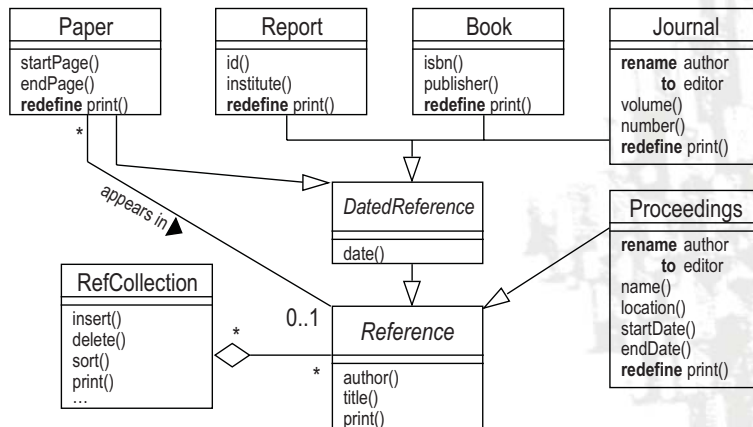 Paper
startPage()
endPage()
redefine print()
Report
id()
institute()
redefine print()
Book
isbn()
publisher()
redefine print()
Journal
rename author
to editor
volume()
number()
redefine print()
*
appears in
DatedReference
date()
Proceedings
rename author
to editor
name()
location()
startDate()
endDate()
redefine print()
RefCollection
insert()
delete()
sort()
print()
...
*
0..1
*
Reference
author()
title()
print()